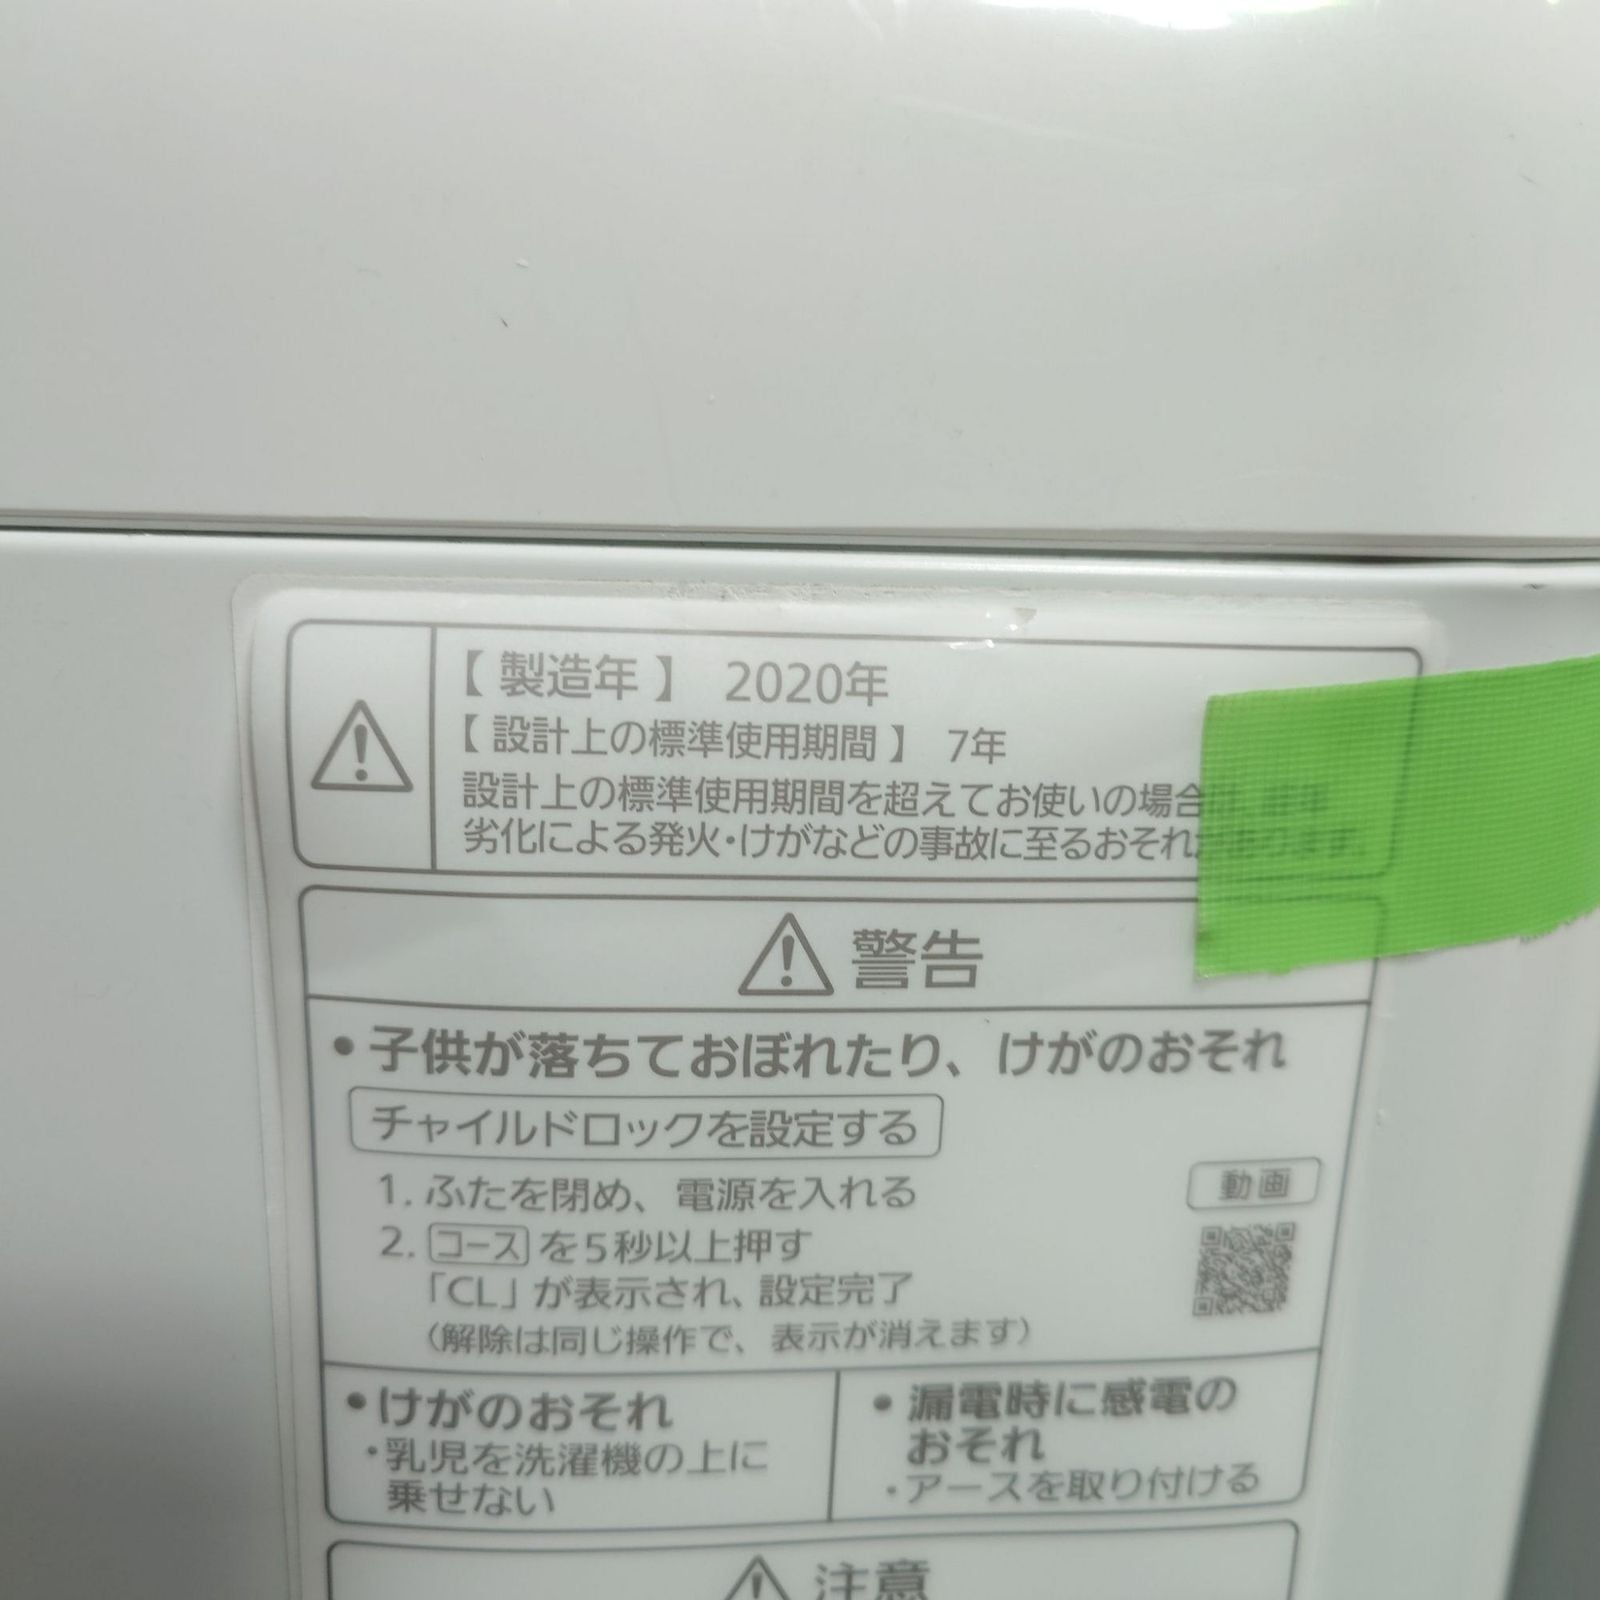 【 製造年 】 2020年
【 設計上の標準使用期間 】 7年
設計上の標準使用期間を超えてお使いの場合は、経年
劣化による発火・けがなどの事故に至るおそれがあります
警告
• 子供が落ちておぼれたり、けがのおそれ
チャイルドロックを設定する
1. ふたを閉め、電源を入れる
2. コース を5秒以上押す
「CL」が表示され、設定完了
（解除は同じ操作で、表示が消えます）
動画
• けがのおそれ
・乳児を洗濯機の上に
乗せない
• 漏電時に感電の
おそれ
・アースを取り付ける
注意